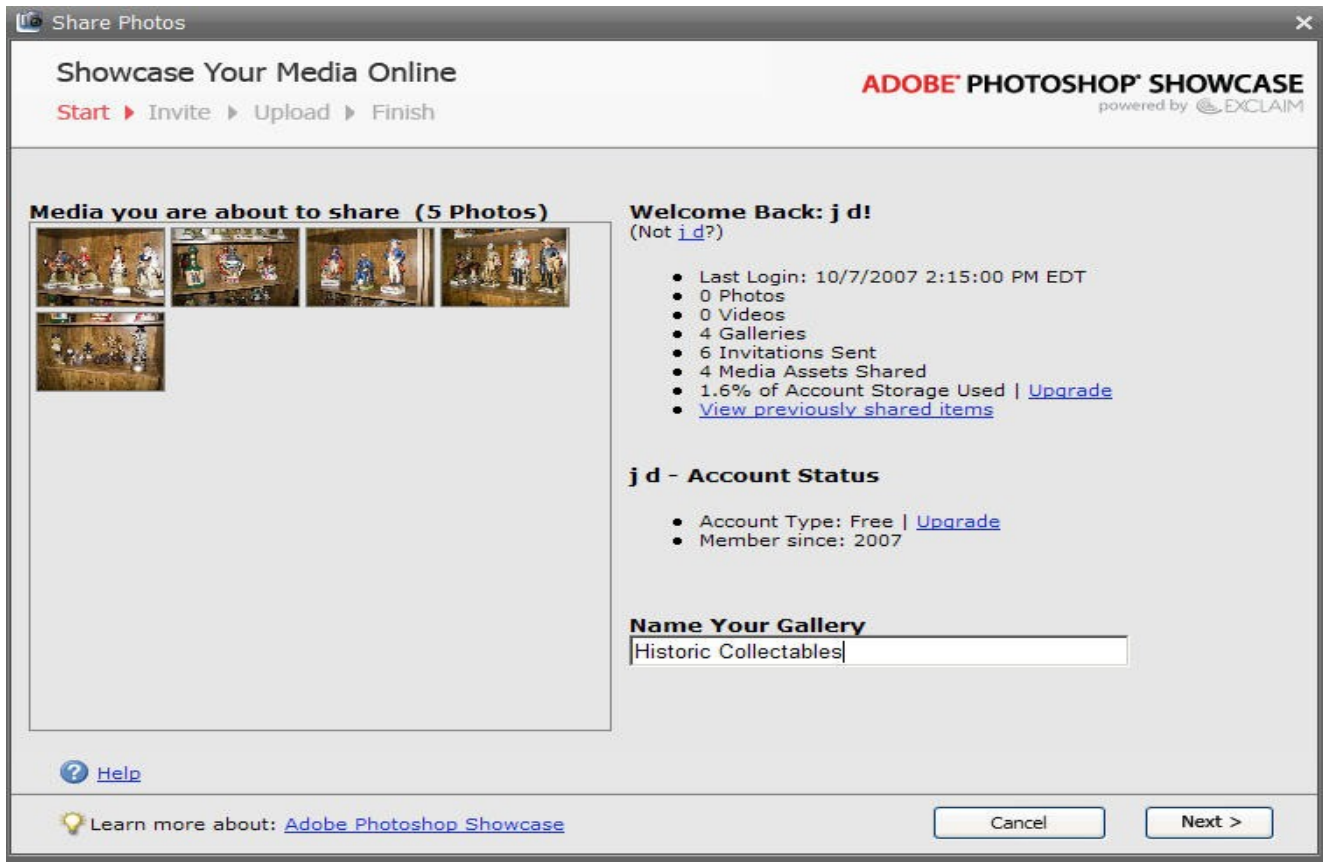 Share Photos
Showcase Your Media Online
Start Invite Upload Finish
ADOBE® PHOTOSHOP® SHOWCASE
powered by EXCLAIM
Media you are about to share (5 Photos)
Welcome Back: j d!
(Not j d?)
Last Login: 10/7/2007 2:15:00 PM EDT
0 Photos
0 Videos
4 Galleries
6 Invitations Sent
4 Media Assets Shared
1.6% of Account Storage Used | Upgrade
View previously shared items
j d - Account Status
Account Type: Free | Upgrade
Member since: 2007
Name Your Gallery
Historic Collectables
Help
Learn more about: Adobe Photoshop Showcase
Cancel
Next >